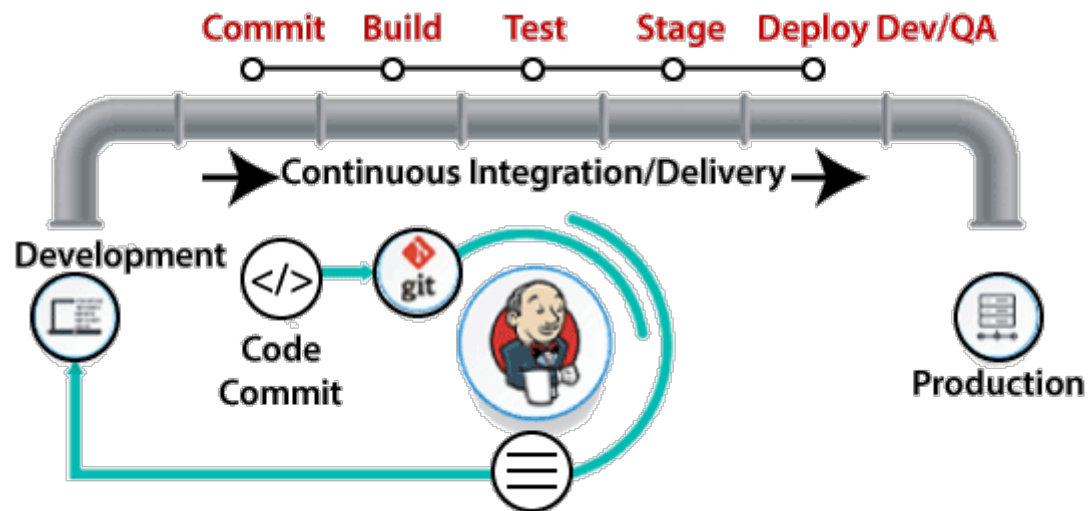 Commit Build Test Stage Deploy Dev/QA
Continuous Integration/Delivery
Development
</>
git
Code
Commit
Production